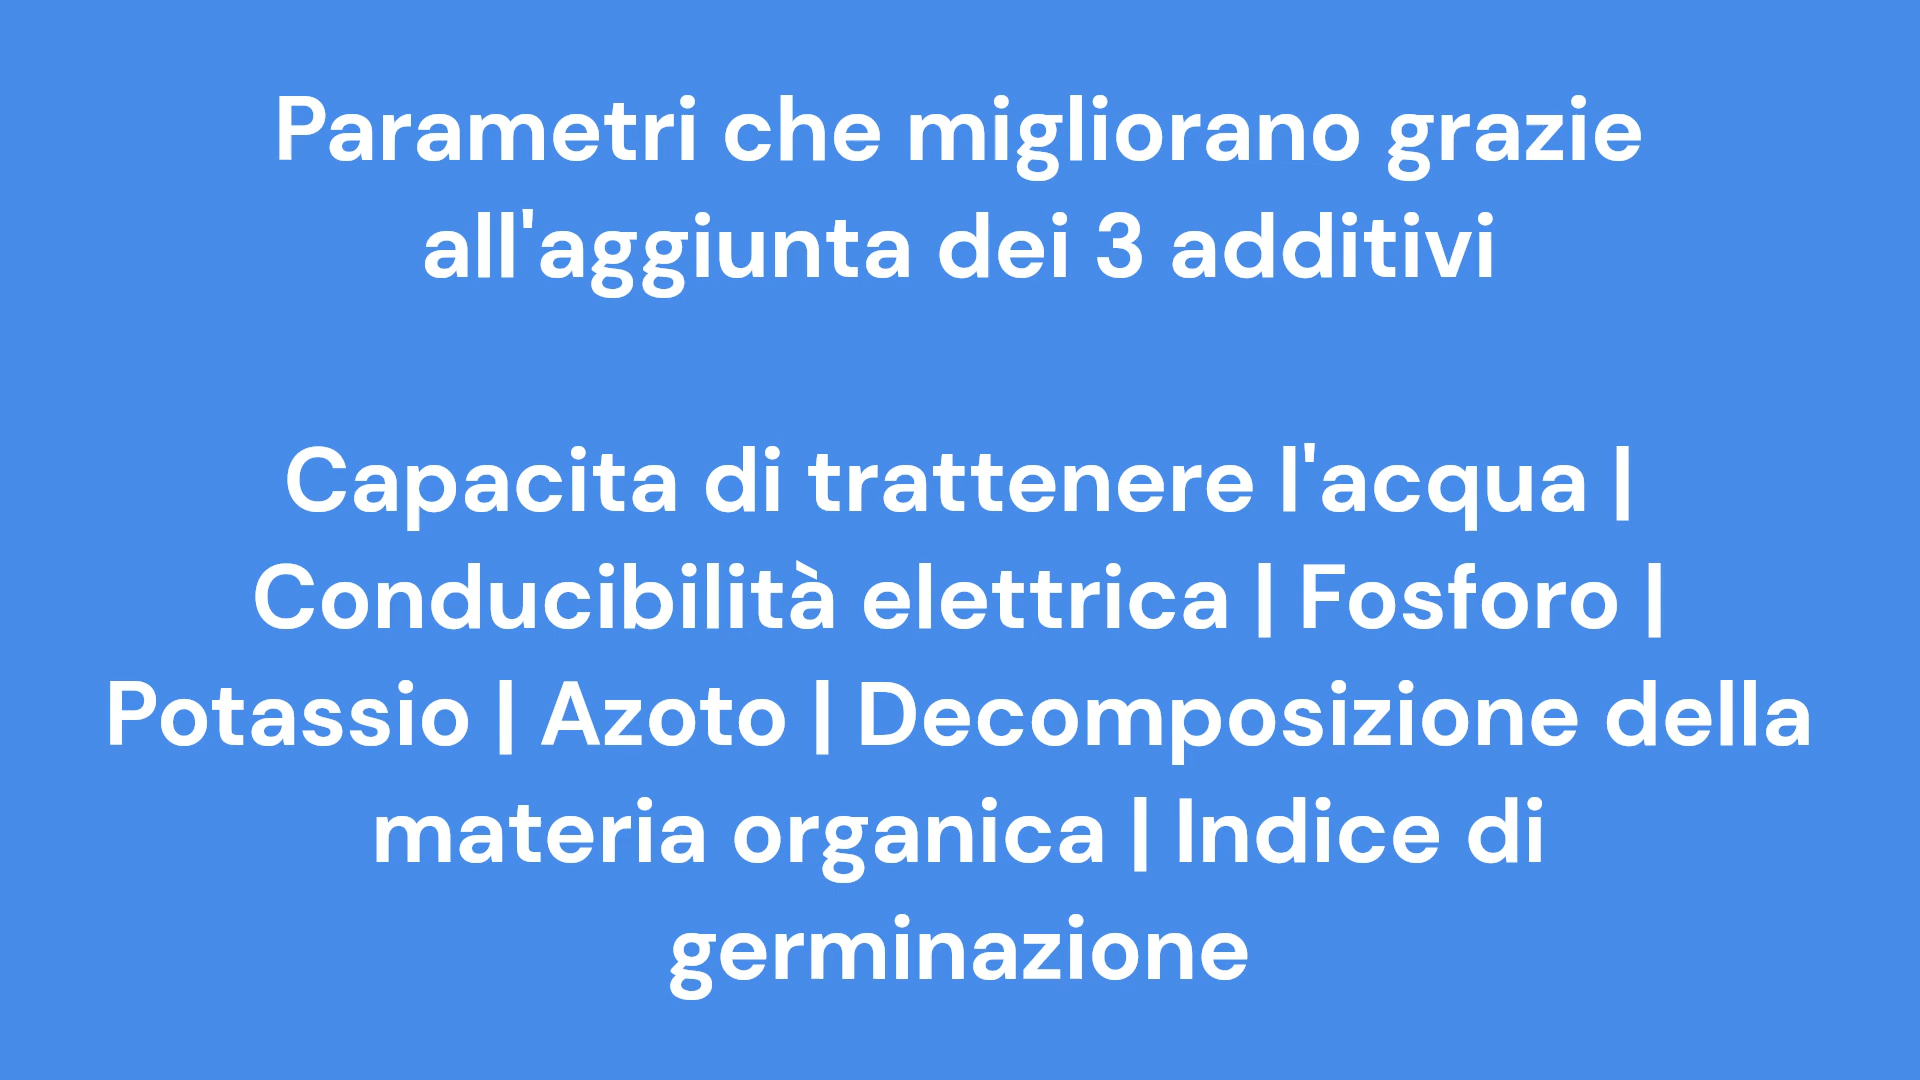 Parametri che migliorano grazie
all'aggiunta dei 3 additivi
Capacita di trattenere l'acqua |
Conducibilità elettrica | Fosforo |
Potassio | Azoto | Decomposizione della
materia organica | Indice di
germinazione